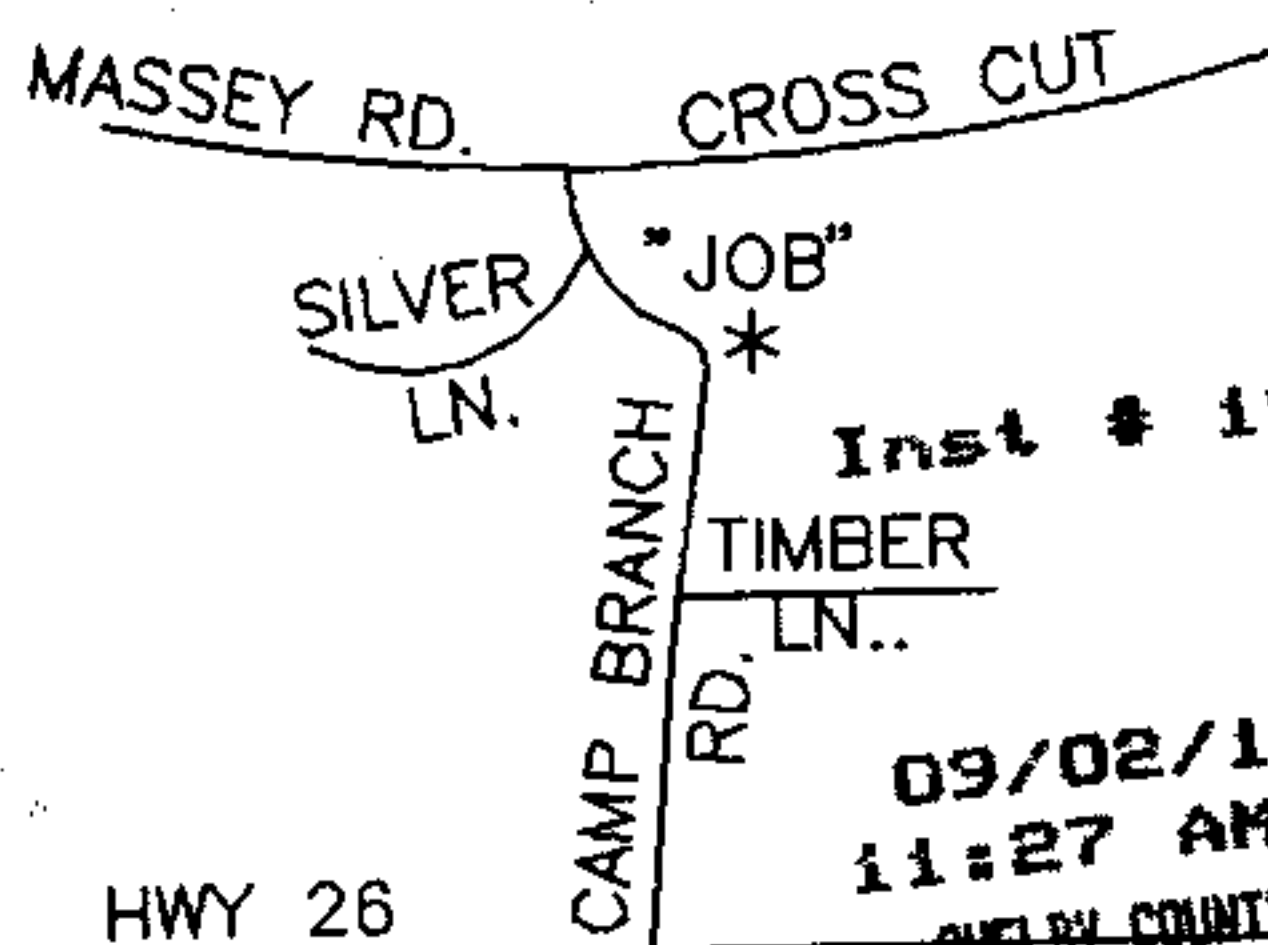 MASSEY RD.
CROSS CUT
"JOB"
*
SILVER
LN.
Inst #
TIMBER
LN..
CAMP BRANCH
RD.
09/02/1
11:27 AM
HWY 26
COUNT